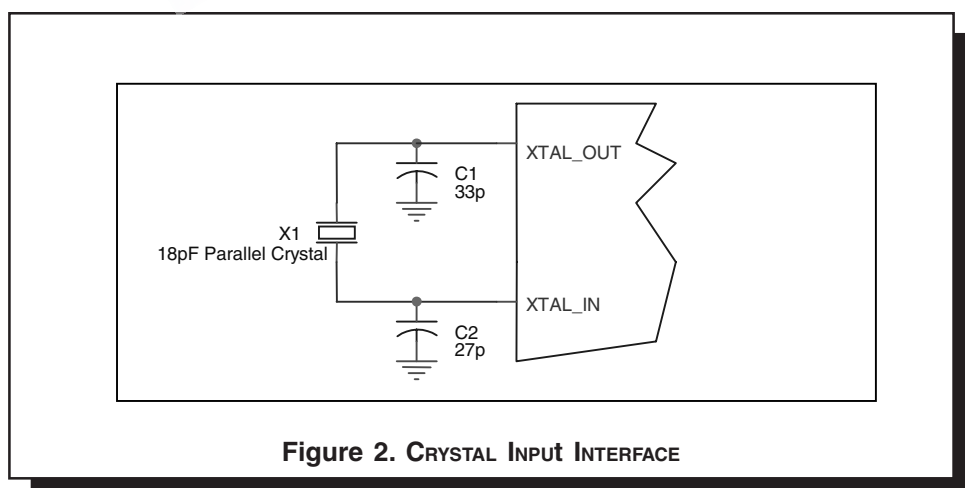 XTAL_OUT
C1
33p
X1
18pF Parallel Crystal
XTAL_IN
C2
27p
Figure 2. CRYSTAL INPUt INTERFACE